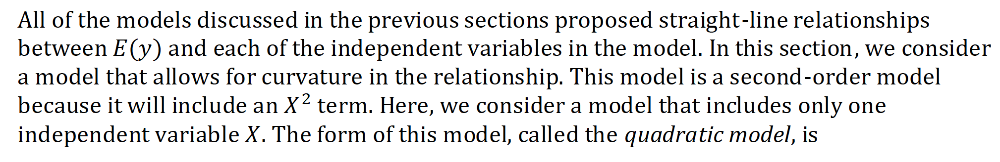 All of the models discussed in the previous sections proposed straight-line relationships
between E(y) and each of the independent variables in the model. In this section, we consider
a model that allows for curvature in the relationship. This model is a second-order model
because it will include an X² term. Here, we consider a model that includes only one
independent variable X. The form of this model, called the quadratic model, is